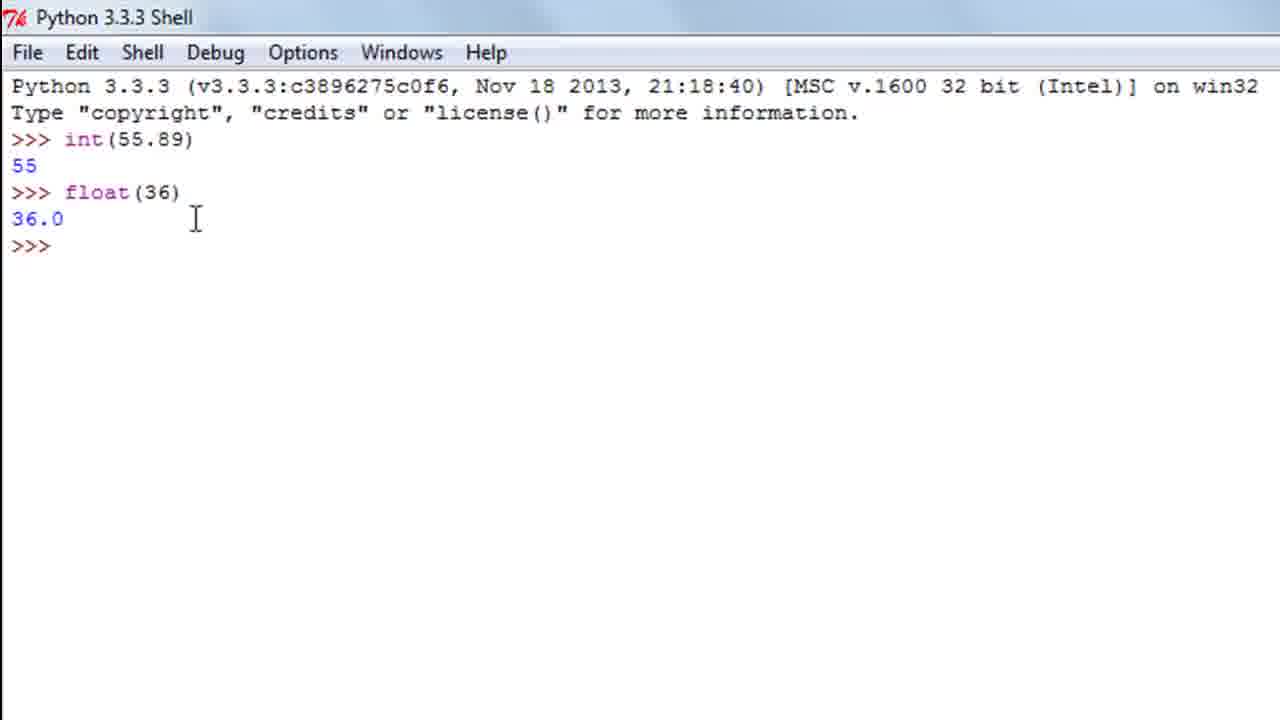 Python 3.3.3 Shell
File Edit Shell Debug Options Windows Help
Python 3.3.3 (v3.3.3:c3896275c0f6, Nov 18 2013, 21:18:40) [MSC v.1600 32 bit (Intel)] on win32
Type "copyright", "credits" or "license()" for more information.
>>> int(55.89)
55
>>> float(36)
36.0
>>>